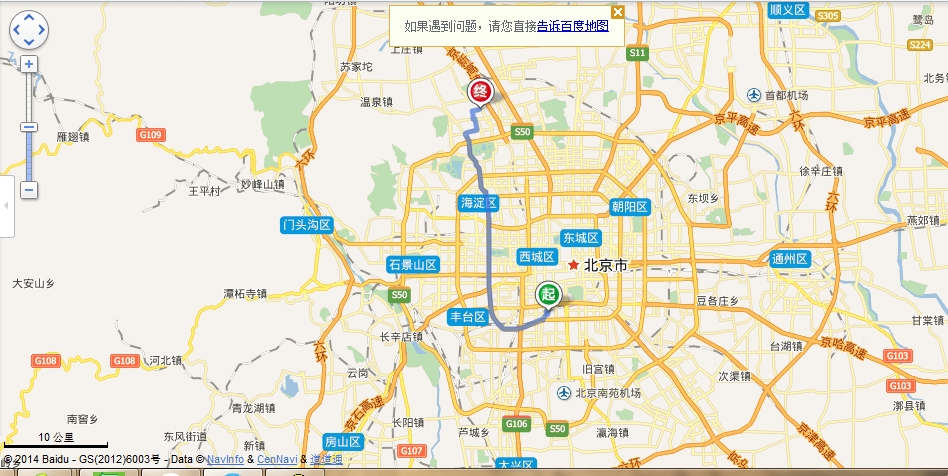 如果遇到问题，请您直接告诉百度地图
顺义区
S305
鹭岛
S224
上庄镇
S11
苏家坨
京新高速
终
首都机场
温泉镇
京平高速
京平高速
六环
雁翅镇
G109
S50
六环
徐辛庄镇
王平村
妙峰山镇
海淀区
朝阳区
东坝乡
六环
门头沟区
燕郊镇
东城区
西城区
北京市
通州区
石景山区
大安山乡
潭柘寺镇
S50
起
豆各庄乡
丰台区
甘棠镇
长辛店镇
六环
台湖镇
京哈高速
G103
G108
G108
河北镇
云岗
旧宫镇
次渠镇
G103
北京南苑机场
青龙湖镇
京石高速
漷县镇
南窖乡
长阳镇
芦城乡
G106
S50
瀛海镇
京津高速
10 公里
东风街道
新镇
房山区
G107
大兴区
© 2014 Baidu - GS(2012)6003号 - Data © NavInfo & CenNavi & 道道通